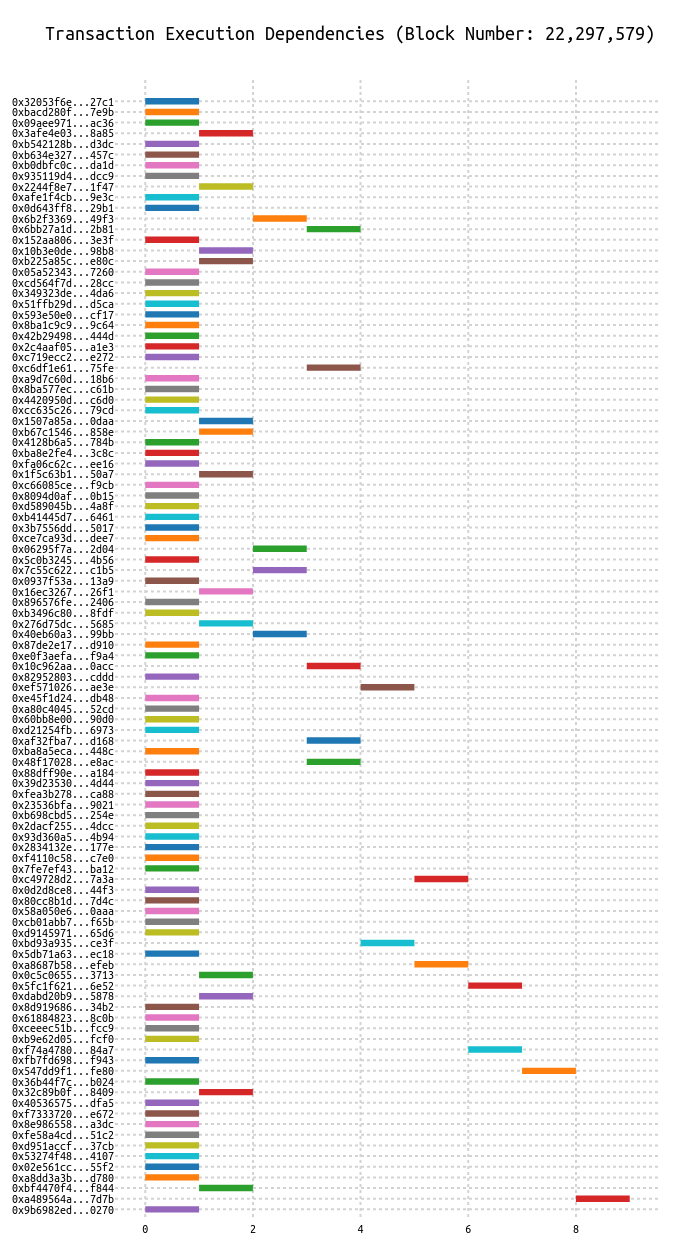 Transaction Execution Dependencies (Block Number: 22,297,579)
0x32053f6e...27c1
0xbacd280f...7e9b
0x09aee971...ac36
0x3afe4e03...8a85
0xb542128b...d3dc
0xb634e327...457c
0xb0dbfc0c...da1d
0x935119d4...dcc9
0x2244f8e7...1f47
0xafe1f4cb...9e3c
0x0d643ff8...29b1
0x6b2f3369...49f3
0x6bb27a1d...2b81
0x152aa806...3e3f
0x10b3e0de...98b8
0xb225a85c...e80c
0x05a52343...7260
0xcd564f7d...28cc
0x349323de...4da6
0x51ffb29d...d5ca
0x593e50e0...cf17
0x8ba1c9c9...9c64
0x42b29498...444d
0x2c4aaf05...a1e3
0xc719ecc2...e272
0xc6df1e61...75fe
0xa9d7c60d...18b6
0x8ba577ec...c61b
0x4420950d...c6d0
0xcc635c26...79cd
0x1507a85a...0daa
0xb67c1546...858e
0x4128b6a5...784b
0xba8e2fe4...3c8c
0xfa06c62c...ee16
0x1f5c63b1...50a7
0xc66085ce...f9cb
0x8094d0af...0b15
0xd589045b...4a8f
0xb41445d7...6461
0x3b7556dd...5017
0xce7ca93d...dee7
0x06295f7a...2d04
0x5c0b3245...4b56
0x7c55c622...c1b5
0x0937f53a...13a9
0x16ec3267...26f1
0x896576fe...2406
0xb3496c80...8fdf
0x276d75dc...5685
0x40eb60a3...99bb
0x87de2e17...d910
0xe0f3aefa...f9a4
0x10c962aa...0acc
0x82952803...cddd
0xef571026...ae3e
0xe45f1d24...db48
0xa80c4045...52cd
0x60bb8e00...90d0
0xd21254fb...6973
0xaf32fba7...d168
0xba8a5eca...448c
0x48f17028...e8ac
0x88dff90e...a184
0x39d23530...4d44
0xfea3b278...ca88
0x23536bfa...9021
0xb698cbd5...254e
0x2dacf255...4dcc
0x93d360a5...4b94
0x2834132e...177e
0xf4110c58...c7e0
0x7fe7ef43...ba12
0xc49728d2...7a3a
0x0d2d8ce8...44f3
0x80cc8b1d...7d4c
0x58a050e6...0aaa
0xcb01abb7...f65b
0xd9145971...65d6
0xbd93a935...ce3f
0x5db71a63...ec18
0xa8687b58...efeb
0x0c5c0655...3713
0x5fc1f621...6e52
0xdabd20b9...5878
0x8d919686...34b2
0x61884823...8c0b
0xceeec51b...fcc9
0xb9e62d05...fcf0
0xf74a4780...84a7
0xfb7fd698...f943
0x547dd9f1...fe80
0x36b44f7c...b024
0x32c89b0f...8409
0x40536575...dfa5
0xf7333720...e672
0x8e986558...a3dc
0xfe58a4cd...51c2
0xd951accf...37cb
0x53274f48...4107
0x02e561cc...55f2
0xa8dd3a3b...d780
0xbf4470f4...f844
0xa489564a...7d7b
0x9b6982ed...0270
0 2 4 6 8